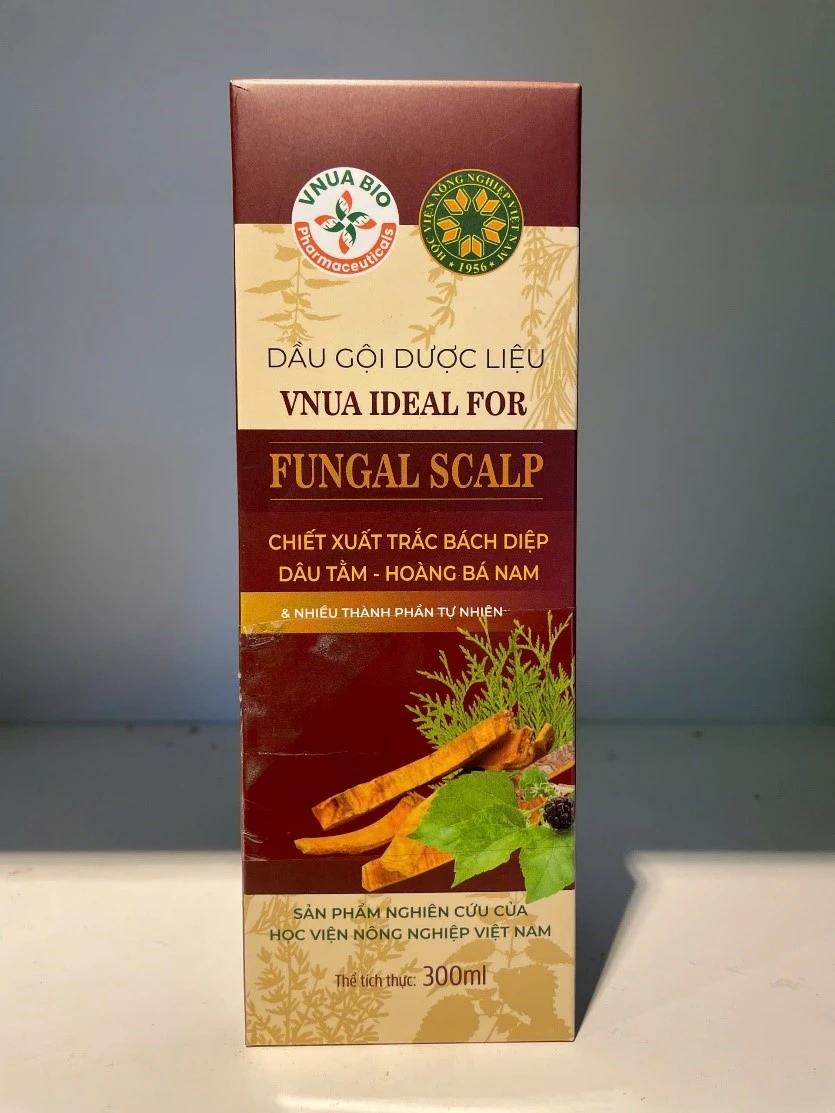 VNUA BIO
Pharmaceuticals
HỌC VIỆN NÔNG NGHIỆP VIỆT NAM
* 1956 *
DẦU GỘI DƯỢC LIỆU
VNUA IDEAL FOR
FUNGAL SCALP
CHIẾT XUẤT TRẮC BÁCH DIỆP
DÂU TẰM - HOÀNG BÁ NAM
& NHIỀU THÀNH PHẦN TỰ NHIÊN
SẢN PHẨM NGHIÊN CỨU CỦA
HỌC VIỆN NÔNG NGHIỆP VIỆT NAM
Thể tích thực: 300ml